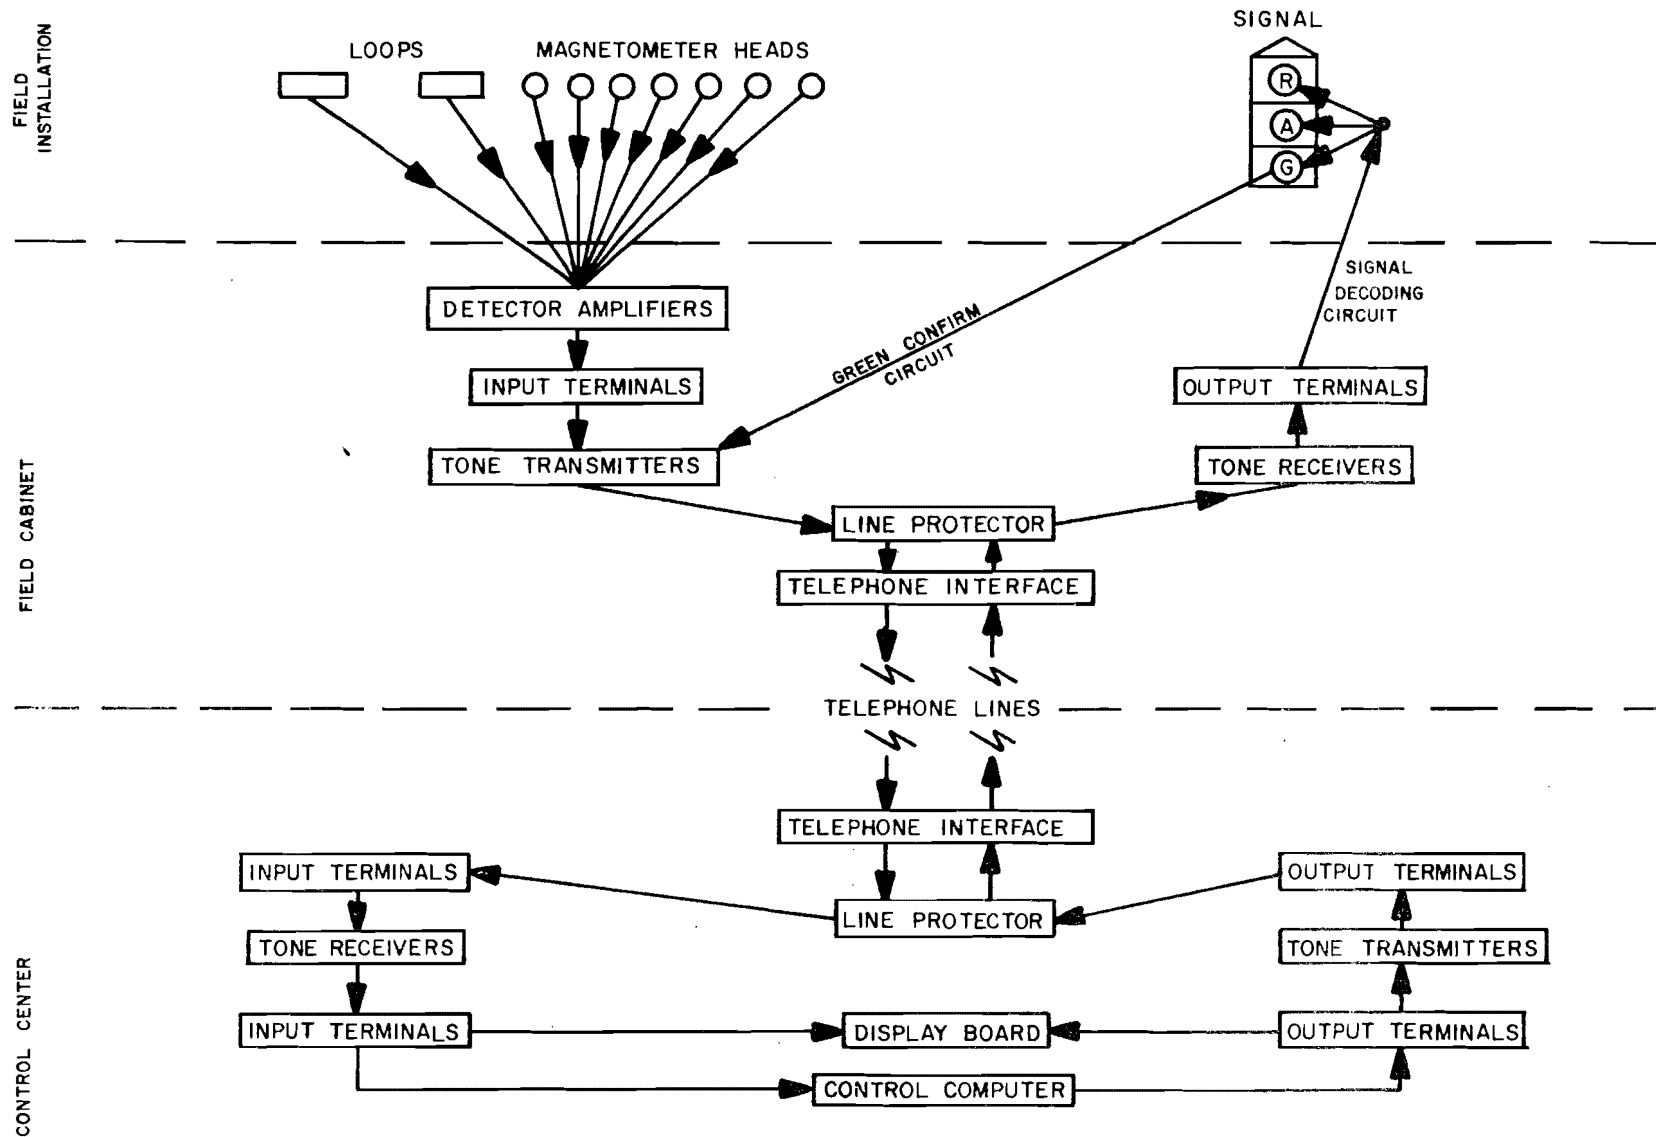 SIGNAL
LOOPS
MAGNETOMETER HEADS
FIELD
INSTALLATION
R
A
G
SIGNAL
DECODING
CIRCUIT
DETECTOR AMPLIFIERS
GREEN CONFIRM
CIRCUIT
INPUT TERMINALS
OUTPUT TERMINALS
TONE TRANSMITTERS
TONE RECEIVERS
FIELD CABINET
LINE PROTECTOR
TELEPHONE INTERFACE
TELEPHONE LINES
TELEPHONE INTERFACE
INPUT TERMINALS
OUTPUT TERMINALS
LINE PROTECTOR
TONE RECEIVERS
TONE TRANSMITTERS
CONTROL CENTER
INPUT TERMINALS
DISPLAY BOARD
OUTPUT TERMINALS
CONTROL COMPUTER